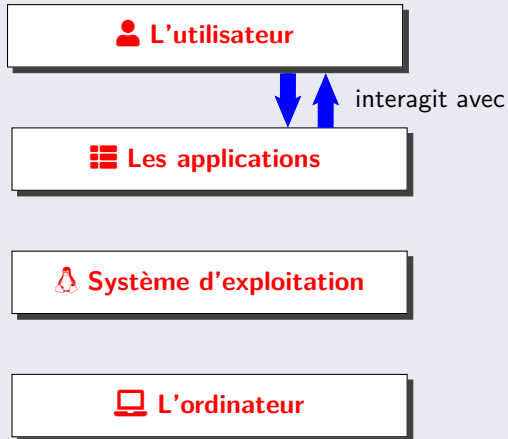 L'utilisateur
interagit avec
Les applications
Système d'exploitation
L'ordinateur